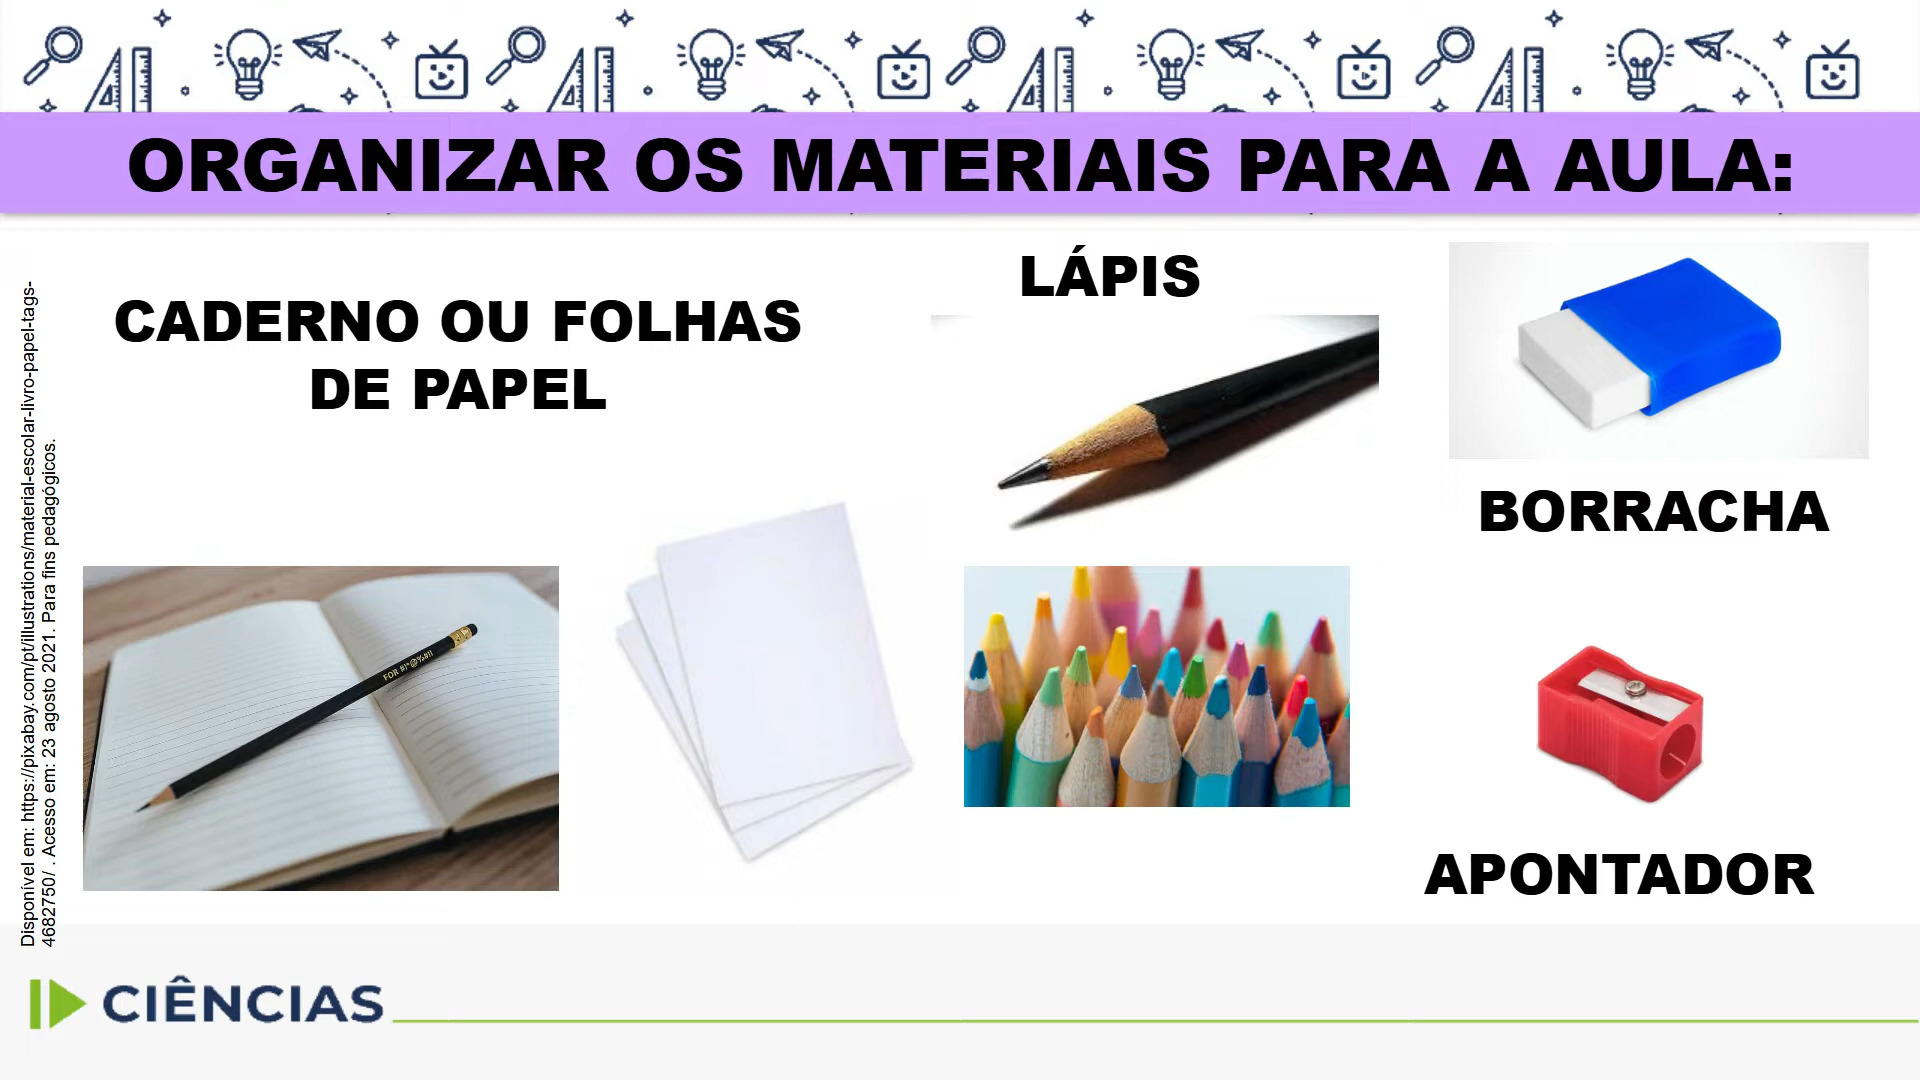 ORGANIZAR OS MATERIAIS PARA A AULA:
CADERNO OU FOLHAS
DE PAPEL
LÁPIS
BORRACHA
APONTADOR
FOR #!*@%#!!
Disponível em: https://pixabay.com/pt/illustrations/material-escolar-livro-papel-tags-
4682750/ . Acesso em: 23 agosto 2021. Para fins pedagógicos.
CIÊNCIAS